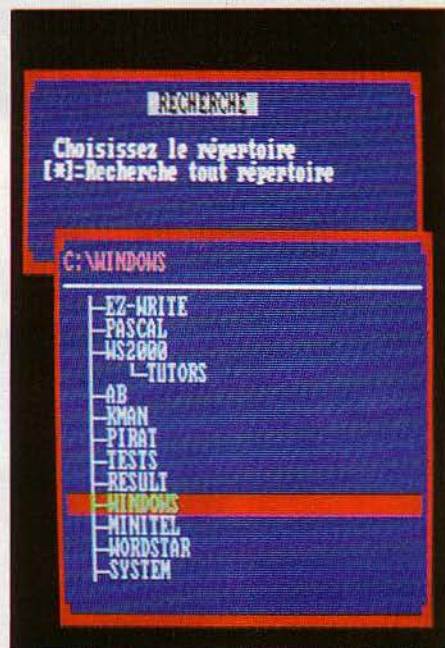 RECHERCHE
Choisissez le répertoire
[*]=Recherche tout répertoire
C:\WINDOWS
EZ-WRITE
PASCAL
WS2000
TUTORS
AB
KMAN
PIRAT
TESTS
RESULT
WINDOWS
MINITEL
WORDSTAR
SYSTEM